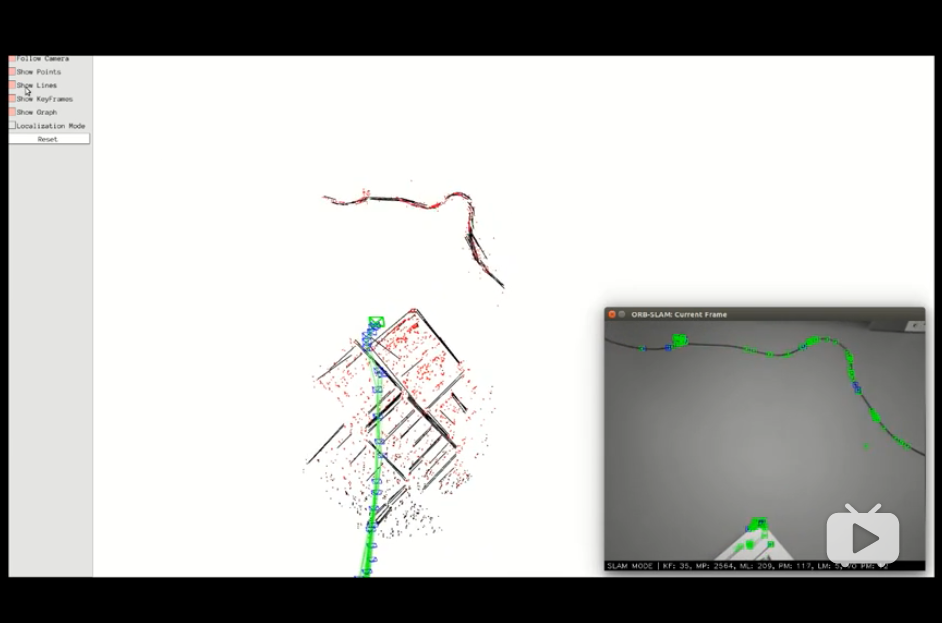 Follow Camera
Show Points
Show Lines
Show KeyFrames
Show Graph
Localization Mode
Reset
ORB-SLAM: Current Frame
SLAM MODE | KF: 35, MP: 2564, ML: 209, PM: 117, LM: